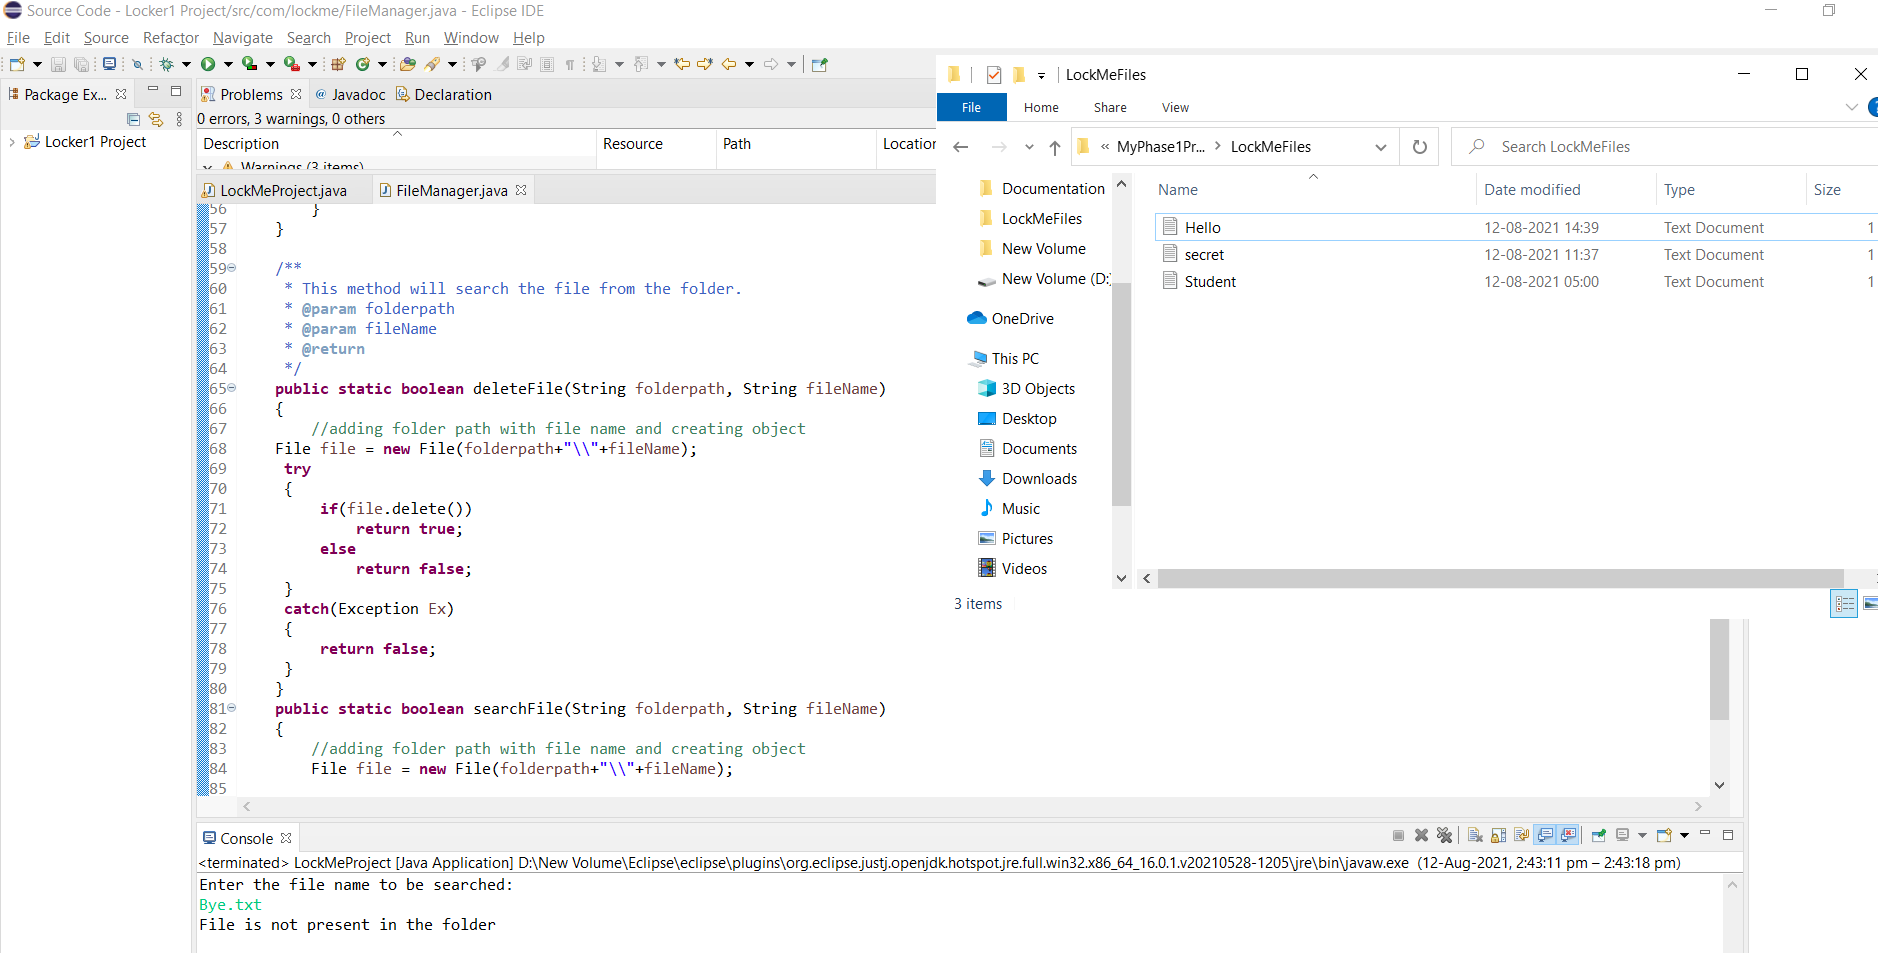 Source Code - Locker1 Project/src/com/lockme/FileManager.java - Eclipse IDE
File Edit Source Refactor Navigate Search Project Run Window Help
Package Ex...
Locker1 Project
Problems @ Javadoc Declaration
0 errors, 3 warnings, 0 others
Description Resource Path Location
Warnings (3 items)
LockMeProject.java FileManager.java
56 }
57 }
58
59 /**
60 * This method will search the file from the folder.
61 * @param folderpath
62 * @param fileName
63 * @return
64 */
65 public static boolean deleteFile(String folderpath, String fileName)
66 {
67 //adding folder path with file name and creating object
68 File file = new File(folderpath+"\\"+fileName);
69 try
70 {
71 if(file.delete())
72 return true;
73 else
74 return false;
75 }
76 catch(Exception Ex)
77 {
78 return false;
79 }
80 }
81 public static boolean searchFile(String folderpath, String fileName)
82 {
83 //adding folder path with file name and creating object
84 File file = new File(folderpath+"\\"+fileName);
85
LockMeFiles
File Home Share View
« MyPhase1Pr... > LockMeFiles
Search LockMeFiles
Documentation
LockMeFiles
New Volume
New Volume (D:)
OneDrive
This PC
3D Objects
Desktop
Documents
Downloads
Music
Pictures
Videos
Name Date modified Type Size
Hello 12-08-2021 14:39 Text Document 1
secret 12-08-2021 11:37 Text Document 1
Student 12-08-2021 05:00 Text Document 1
3 items
Console
<terminated> LockMeProject [Java Application] D:\New Volume\Eclipse\eclipse\plugins\org.eclipse.justj.openjdk.hotspot.jre.full.win32.x86_64_16.0.1.v20210528-1205\jre\bin\javaw.exe (12-Aug-2021, 2:43:11 pm – 2:43:18 pm)
Enter the file name to be searched:
Bye.txt
File is not present in the folder